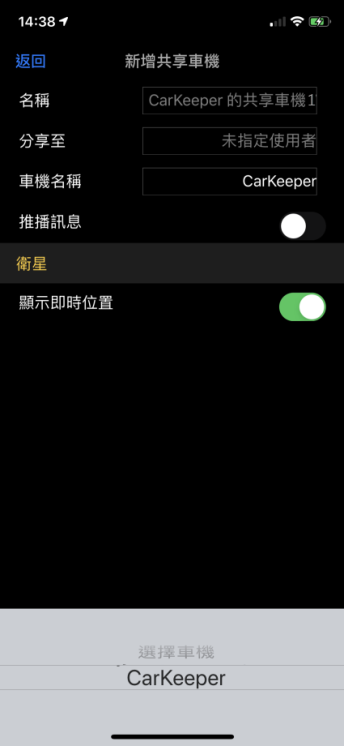 14:38
返回 新增共享車機
名稱 CarKeeper 的共享車機1
分享至 未指定使用者
車機名稱 CarKeeper
推播訊息
衛星
顯示即時位置
選擇車機
CarKeeper